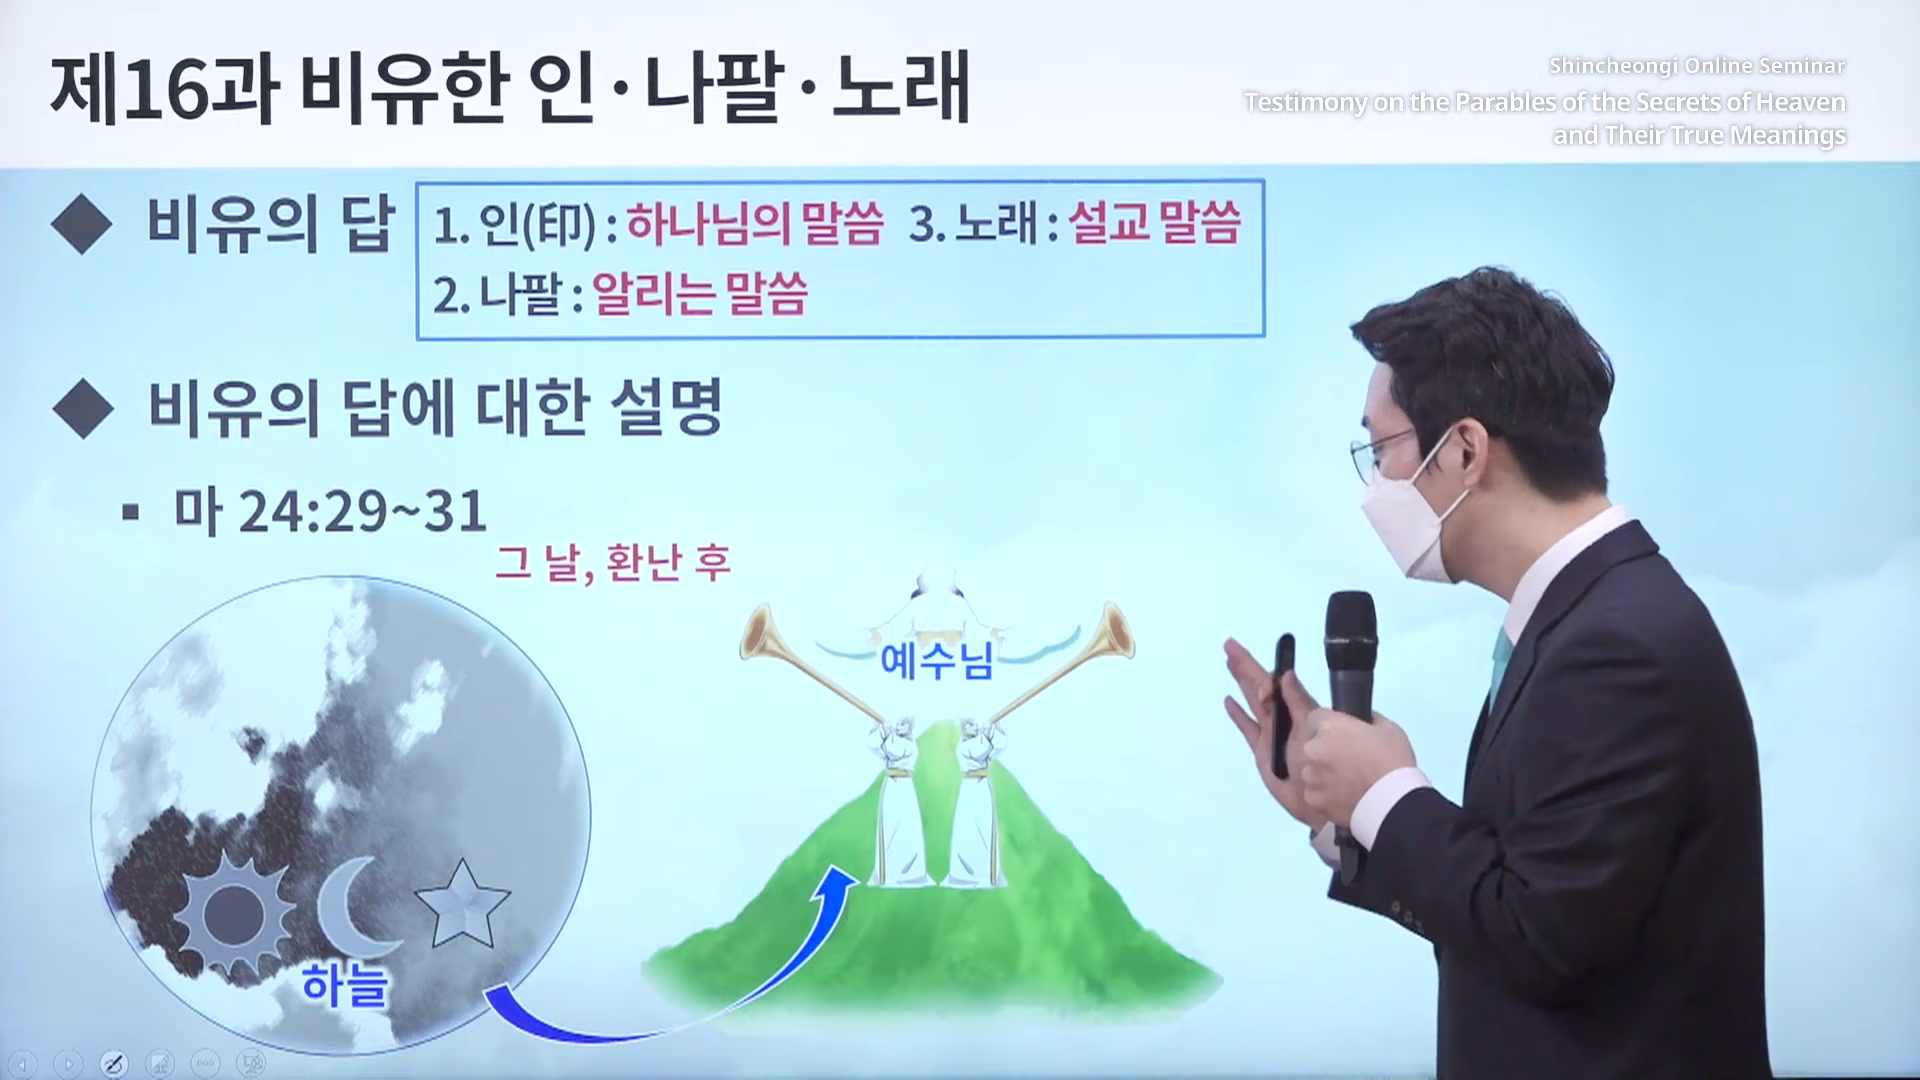 제16과 비유한 인·나팔·노래
Shincheongi Online Seminar
Testimony on the Parables of the Secrets of Heaven
and Their True Meanings
◆ 비유의 답
1. 인(印) : 하나님의 말씀 3. 노래 : 설교 말씀
2. 나팔 : 알리는 말씀
◆ 비유의 답에 대한 설명
▪ 마 24:29~31
그 날, 환난 후
예수님
하늘